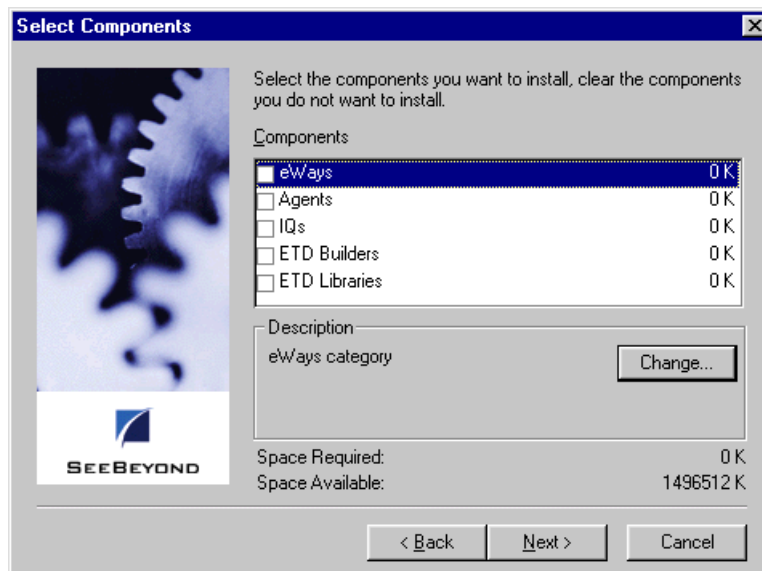 Select Components
Select the components you want to install, clear the components
you do not want to install.
Components
eWays 0 K
Agents 0 K
IQs 0 K
ETD Builders 0 K
ETD Libraries 0 K
Description
eWays category
Change...
SEEBEYOND
Space Required: 0 K
Space Available: 1496512 K
< Back
Next >
Cancel